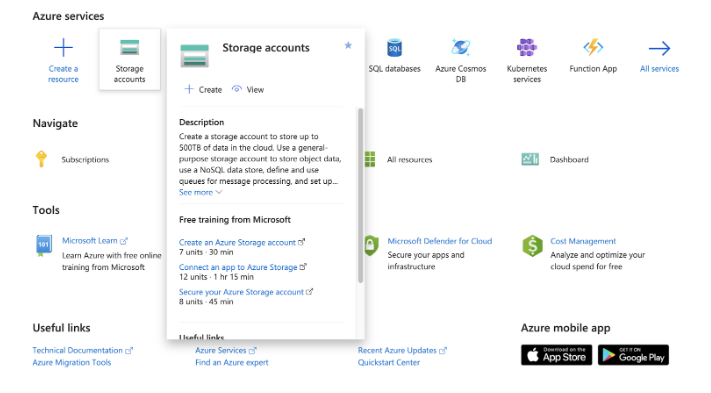 Azure services
Create a
resource
Storage
accounts
Storage accounts
Create
View
SQL
SQL databases
Azure Cosmos
DB
Kubernetes
services
Function App
All services
Description
Create a storage account to store up to
500TB of data in the cloud. Use a general-
purpose storage account to store object data,
use a NoSQL data store, define and use
queues for message processing, and set up...
See more
Free training from Microsoft
Create an Azure Storage account
7 units · 30 min
Connect an app to Azure Storage
12 units · 1 hr 15 min
Secure your Azure Storage account
8 units · 45 min
Useful links
Navigate
Subscriptions
All resources
Dashboard
Tools
101
Microsoft Learn
Learn Azure with free online
training from Microsoft
Microsoft Defender for Cloud
Secure your apps and
infrastructure
$
Cost Management
Analyze and optimize your
cloud spend for free
Useful links
Technical Documentation
Azure Migration Tools
Azure Services
Find an Azure expert
Recent Azure Updates
Quickstart Center
Azure mobile app
Download on the
App Store
GET IT ON
Google Play